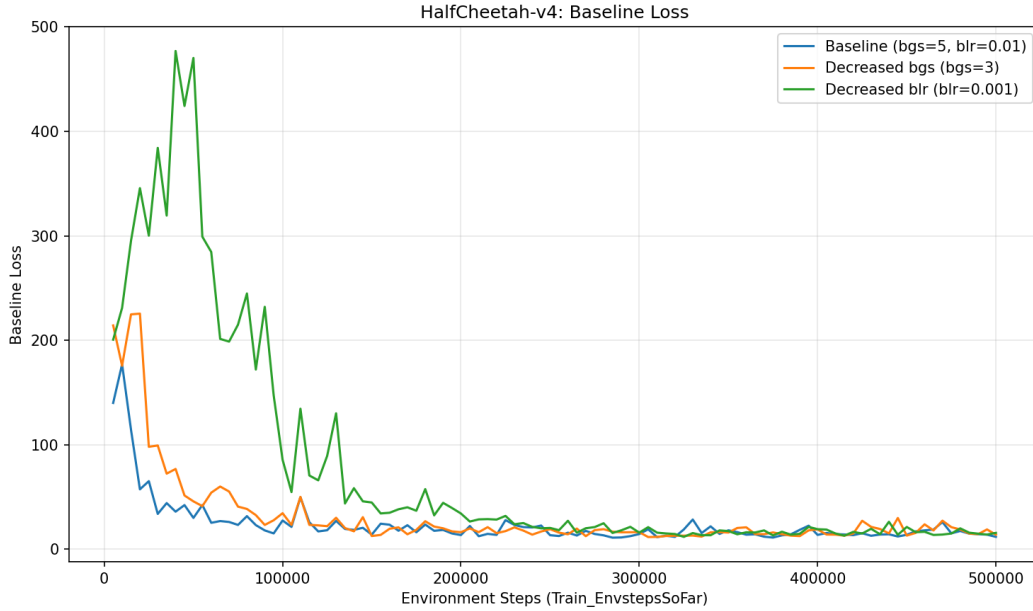 HalfCheetah-v4: Baseline Loss
Baseline Loss
500
400
300
200
100
0
Baseline (bgs=5, blr=0.01)
Decreased bgs (bgs=3)
Decreased blr (blr=0.001)
0 100000 200000 300000 400000 500000
Environment Steps (Train_EnvstepsSoFar)